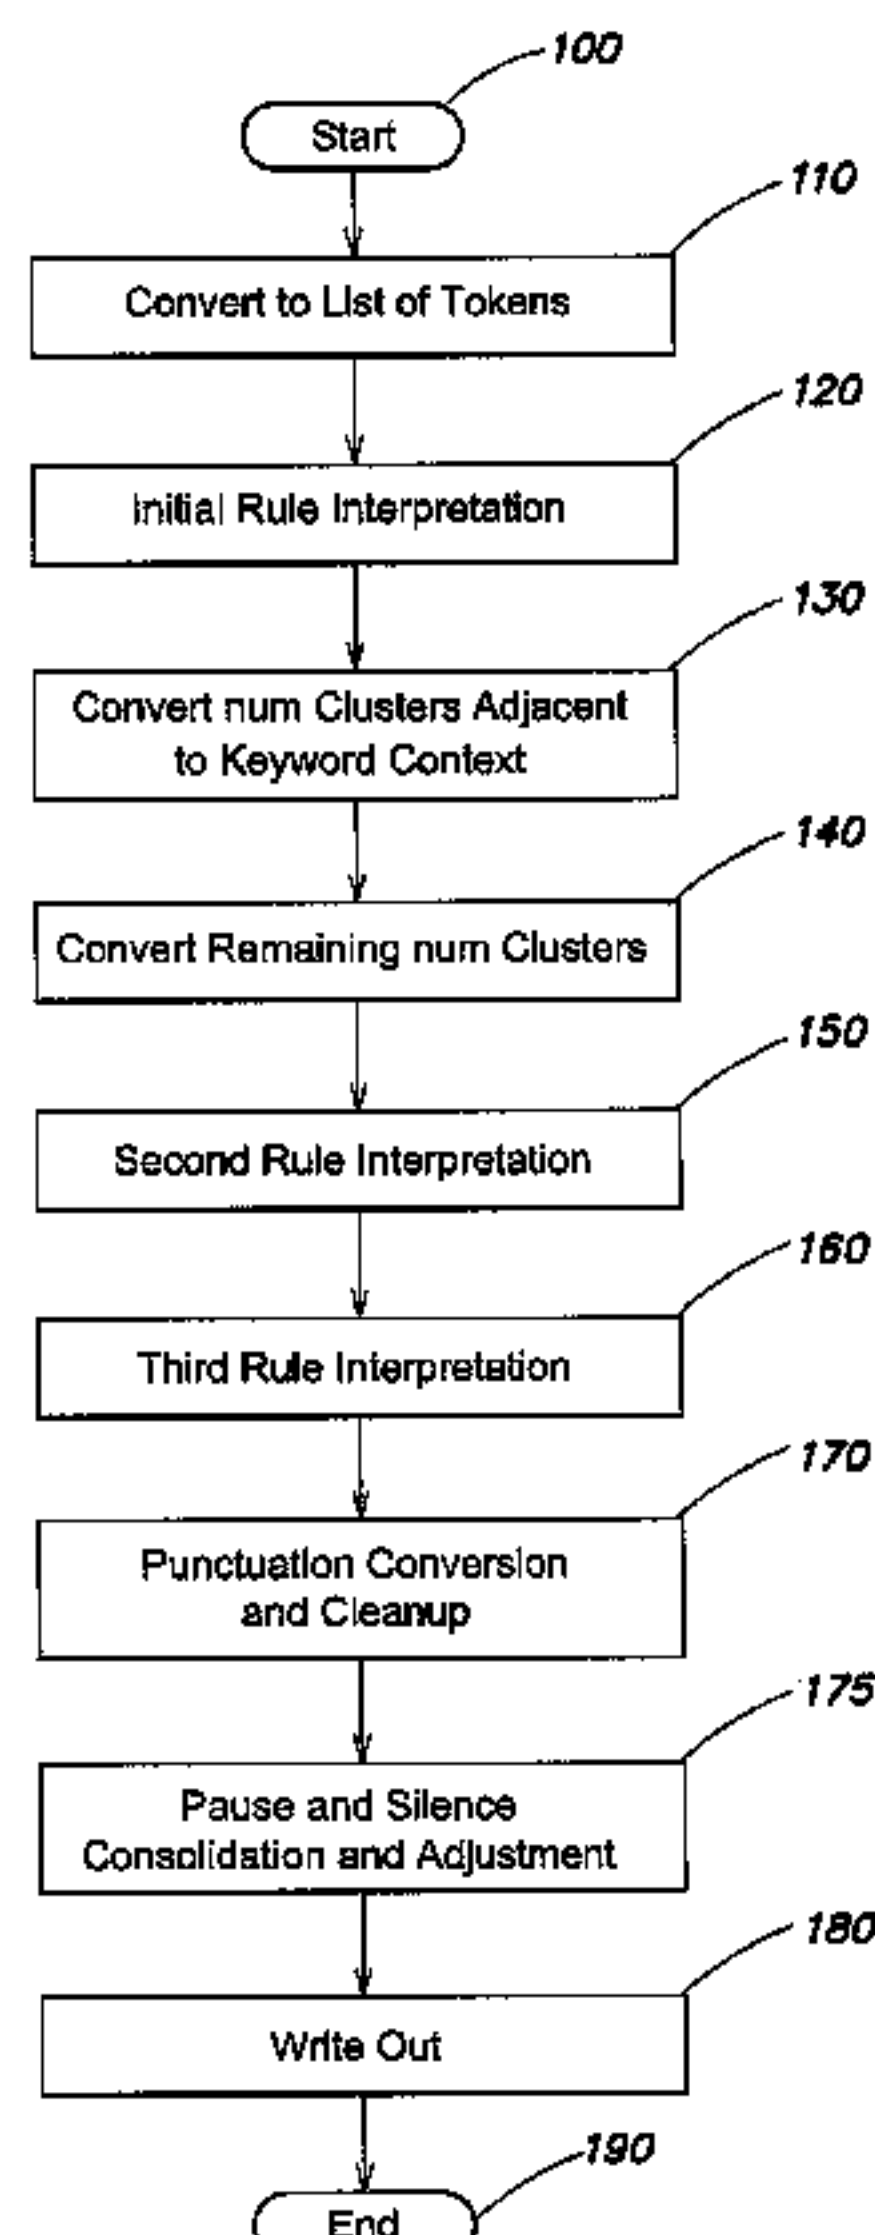 100
Start
110
Convert to List of Tokens
120
Initial Rule Interpretation
130
Convert num Clusters Adjacent
to Keyword Context
140
Convert Remaining num Clusters
150
Second Rule Interpretation
160
Third Rule Interpretation
170
Punctuation Conversion
and Cleanup
175
Pause and Silence
Consolidation and Adjustment
180
Write Out
190
End